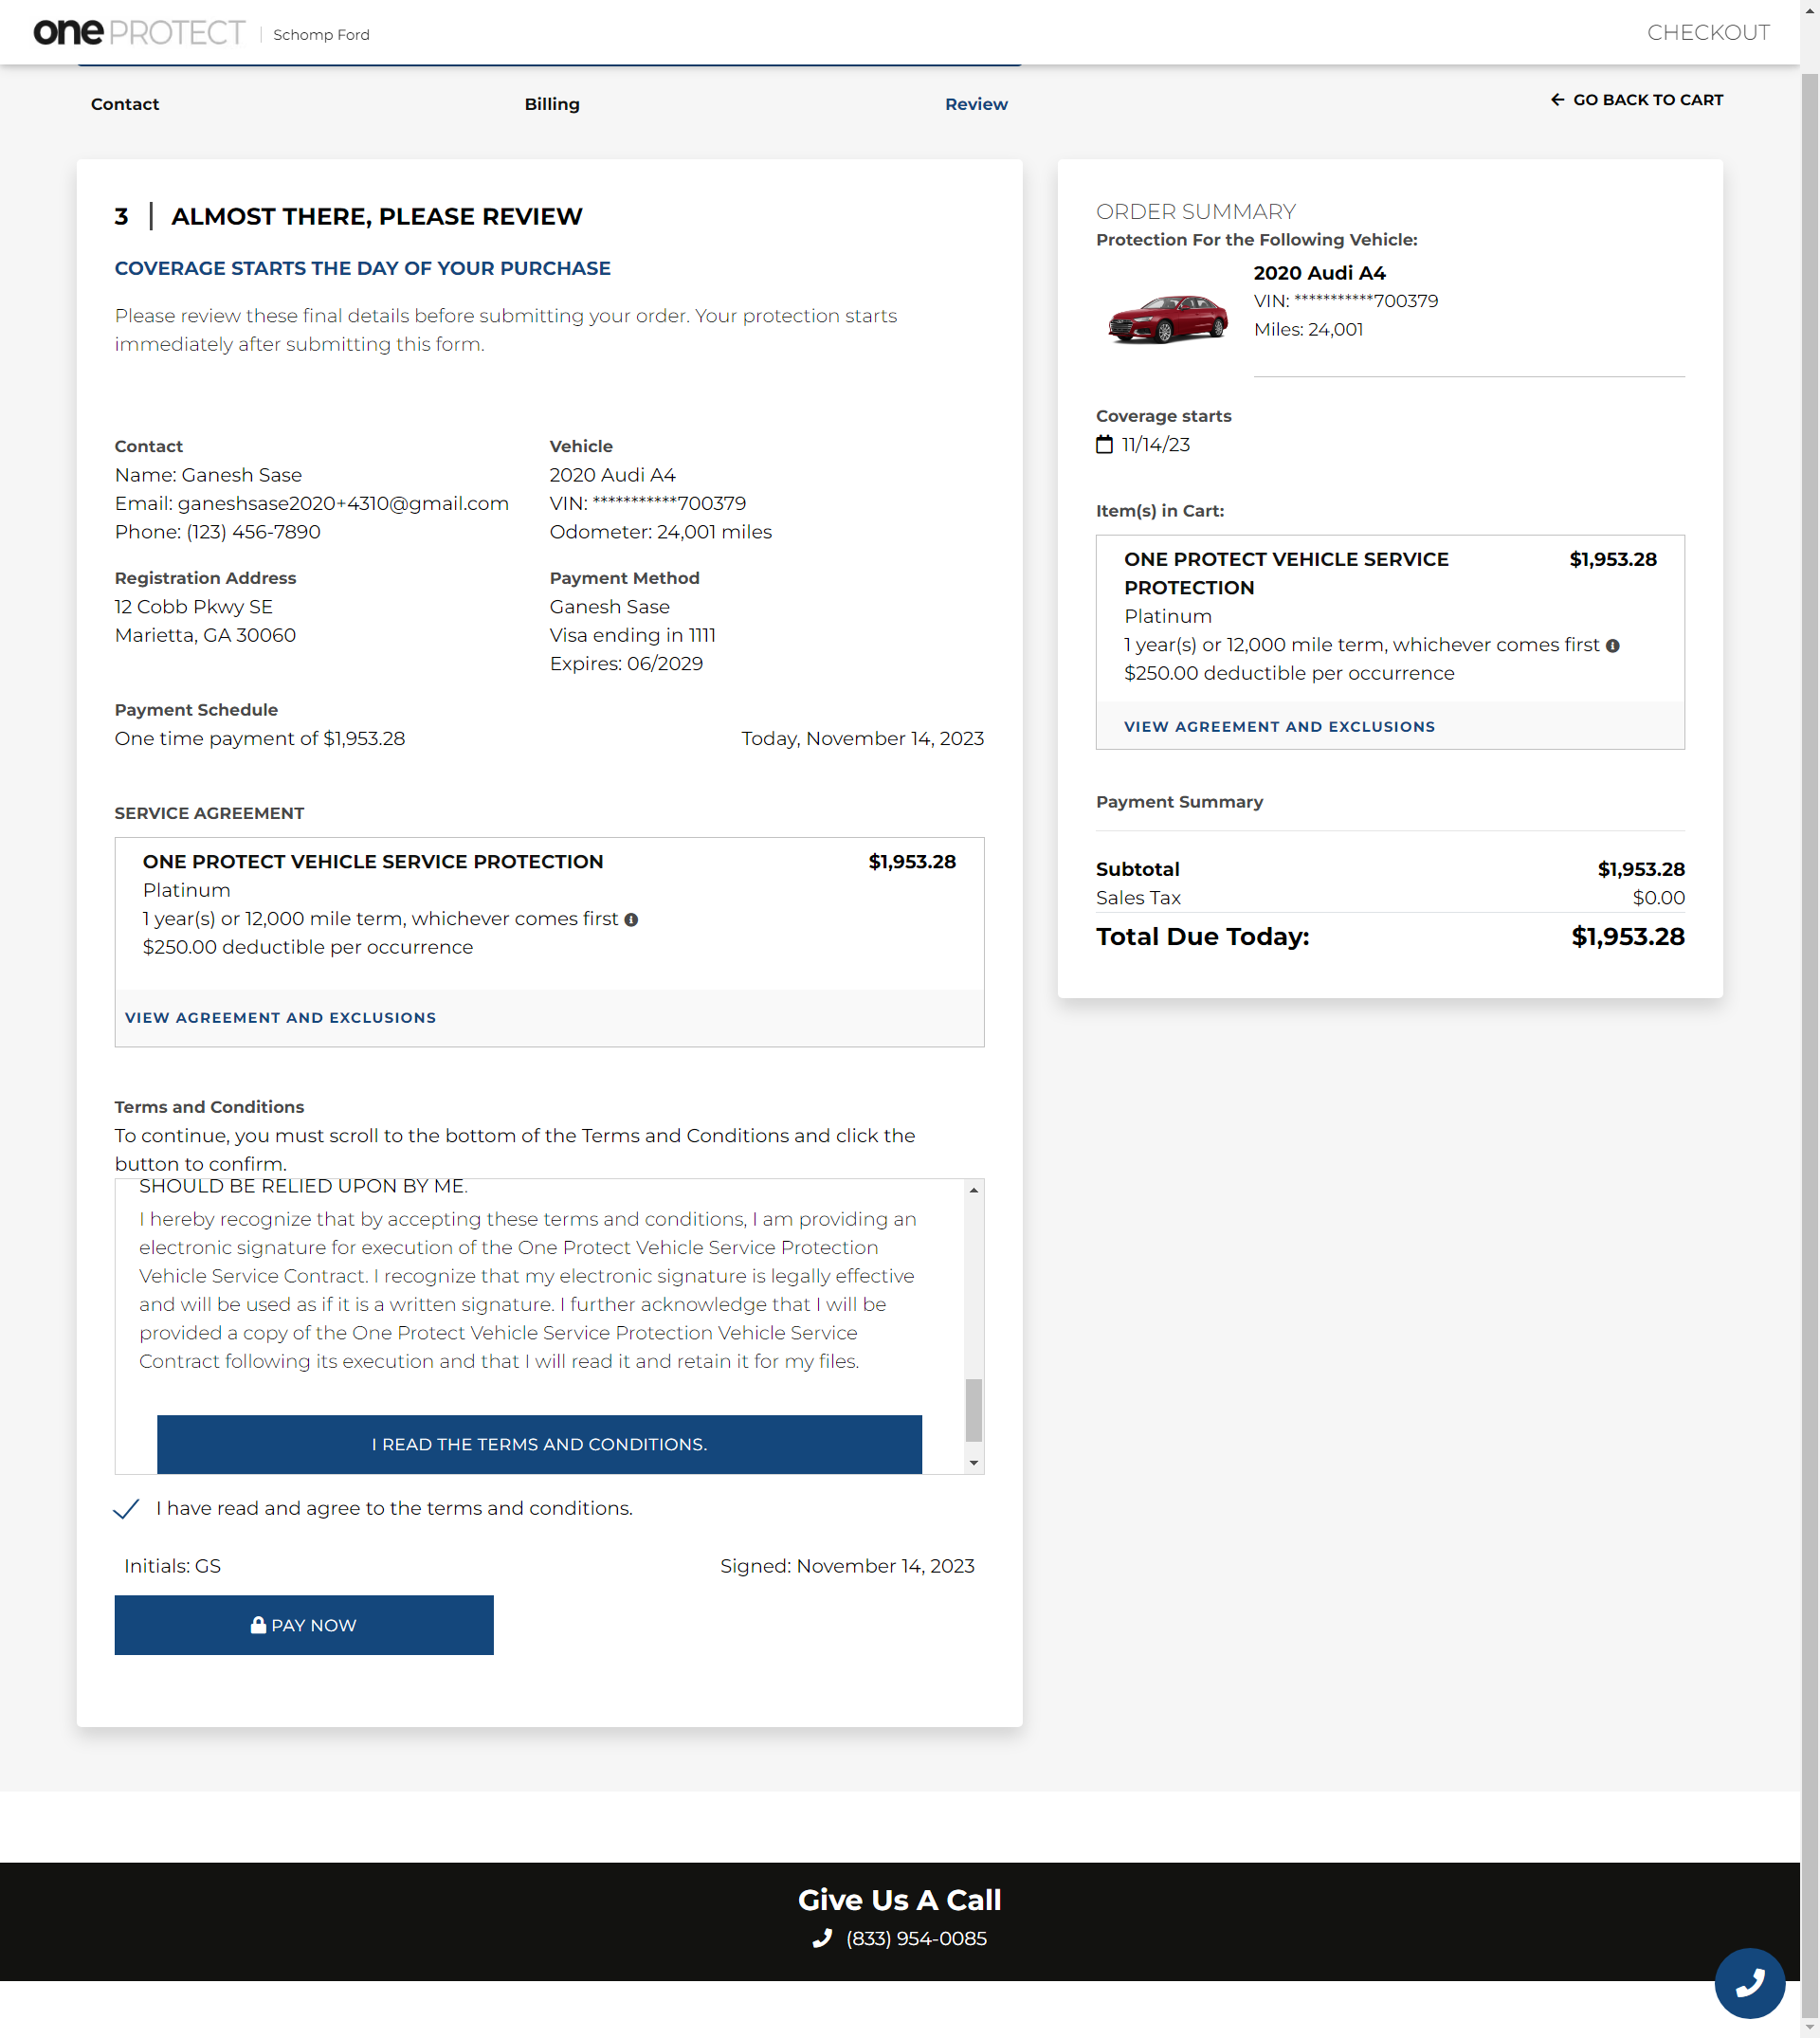 one PROTECT
Schomp Ford
CHECKOUT
Contact
Billing
Review
GO BACK TO CART
3
ALMOST THERE, PLEASE REVIEW
COVERAGE STARTS THE DAY OF YOUR PURCHASE
Please review these final details before submitting your order. Your protection starts
immediately after submitting this form.
Contact
Name: Ganesh Sase
Email: ganeshsase2020+4310@gmail.com
Phone: (123) 456-7890
Vehicle
2020 Audi A4
VIN: ***********700379
Odometer: 24,001 miles
Registration Address
12 Cobb Pkwy SE
Marietta, GA 30060
Payment Method
Ganesh Sase
Visa ending in 1111
Expires: 06/2029
Payment Schedule
One time payment of $1,953.28
Today, November 14, 2023
SERVICE AGREEMENT
ONE PROTECT VEHICLE SERVICE PROTECTION
$1,953.28
Platinum
1 year(s) or 12,000 mile term, whichever comes first
$250.00 deductible per occurrence
VIEW AGREEMENT AND EXCLUSIONS
Terms and Conditions
To continue, you must scroll to the bottom of the Terms and Conditions and click the
button to confirm.
SHOULD BE RELIED UPON BY ME.
I hereby recognize that by accepting these terms and conditions, I am providing an
electronic signature for execution of the One Protect Vehicle Service Protection
Vehicle Service Contract. I recognize that my electronic signature is legally effective
and will be used as if it is a written signature. I further acknowledge that I will be
provided a copy of the One Protect Vehicle Service Protection Vehicle Service
Contract following its execution and that I will read it and retain it for my files.
I READ THE TERMS AND CONDITIONS.
I have read and agree to the terms and conditions.
Initials: GS
Signed: November 14, 2023
PAY NOW
ORDER SUMMARY
Protection For the Following Vehicle:
2020 Audi A4
VIN: ***********700379
Miles: 24,001
Coverage starts
11/14/23
Item(s) in Cart:
ONE PROTECT VEHICLE SERVICE
PROTECTION
$1,953.28
Platinum
1 year(s) or 12,000 mile term, whichever comes first
$250.00 deductible per occurrence
VIEW AGREEMENT AND EXCLUSIONS
Payment Summary
Subtotal
$1,953.28
Sales Tax
$0.00
Total Due Today:
$1,953.28
Give Us A Call
(833) 954-0085